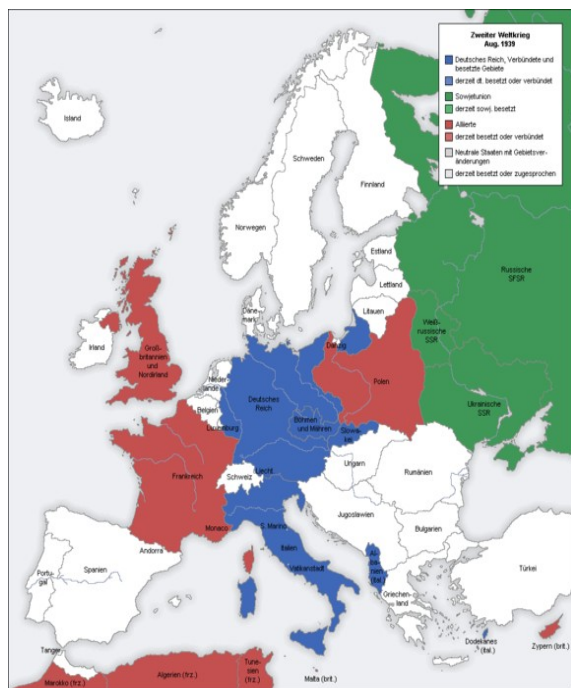 Zweiter Weltkrieg
Aug. 1939
Deutsches Reich, Verbündete und
besetzte Gebiete
derzeit dt. besetzt oder verbündet
Sowjetunion
derzeit sowj. besetzt
Alliierte
derzeit besetzt oder verbündet
Neutrale Staaten mit Gebietsver-
änderungen
derzeit besetzt oder zugesprochen
Island
Schweden
Finnland
Norwegen
Estland
Russische
SFSR
Lettland
Däne-
mark
Litauen
Irland
Groß-
britannien
und
Nordirland
Danzig
Weiß-
russische
SSR
Nieder-
lande
Polen
Belgien
Deutsches
Reich
Luxemburg
Böhmen
und Mähren
Slowa-
kei
Ukrainische
SSR
Frankreich
Schweiz
Liecht.
Ungarn
Rumänien
Monaco
S. Marino
Jugoslawien
Andorra
Italien
Bulgarien
Portu-
gal
Spanien
Vatikanstadt
Al-
ba-
nien
(ital.)
Griechen-
land
Türkei
Tanger
Dodekanes
(ital.)
Zypern (brit.)
Marokko (frz.)
Algerien (frz.)
Tune-
sien (frz.)
Malta (brit.)